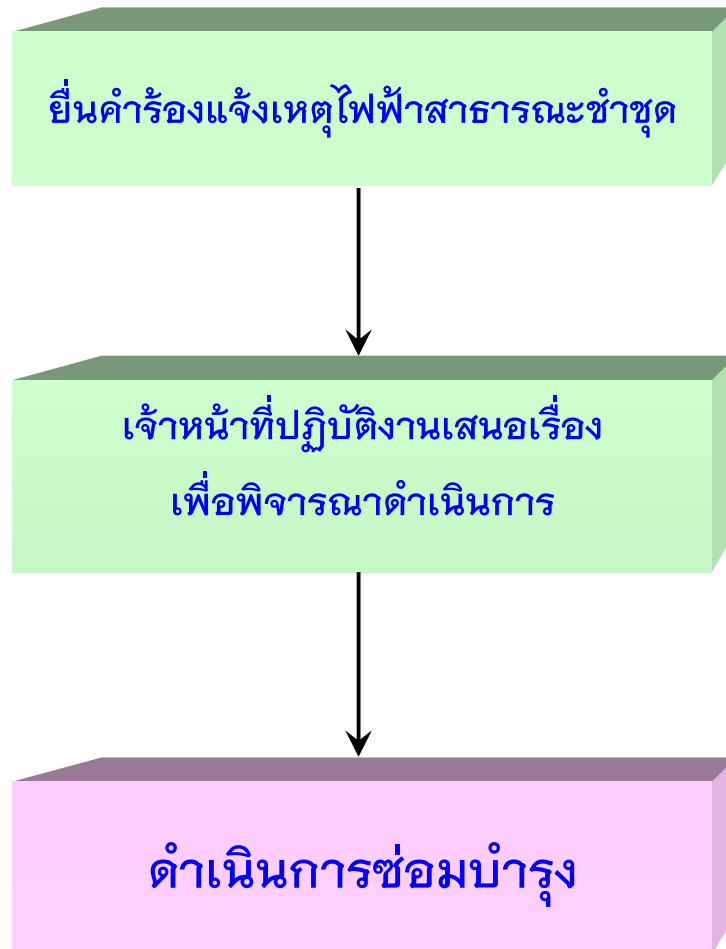 ยื่นคำร้องแจ้งเหตุไฟฟ้าสาธารณะชำชุด
เจ้าหน้าที่ปฏิบัติงานเสนอเรื่อง
เพื่อพิจารณาดำเนินการ
ดำเนินการซ่อมบำรุง